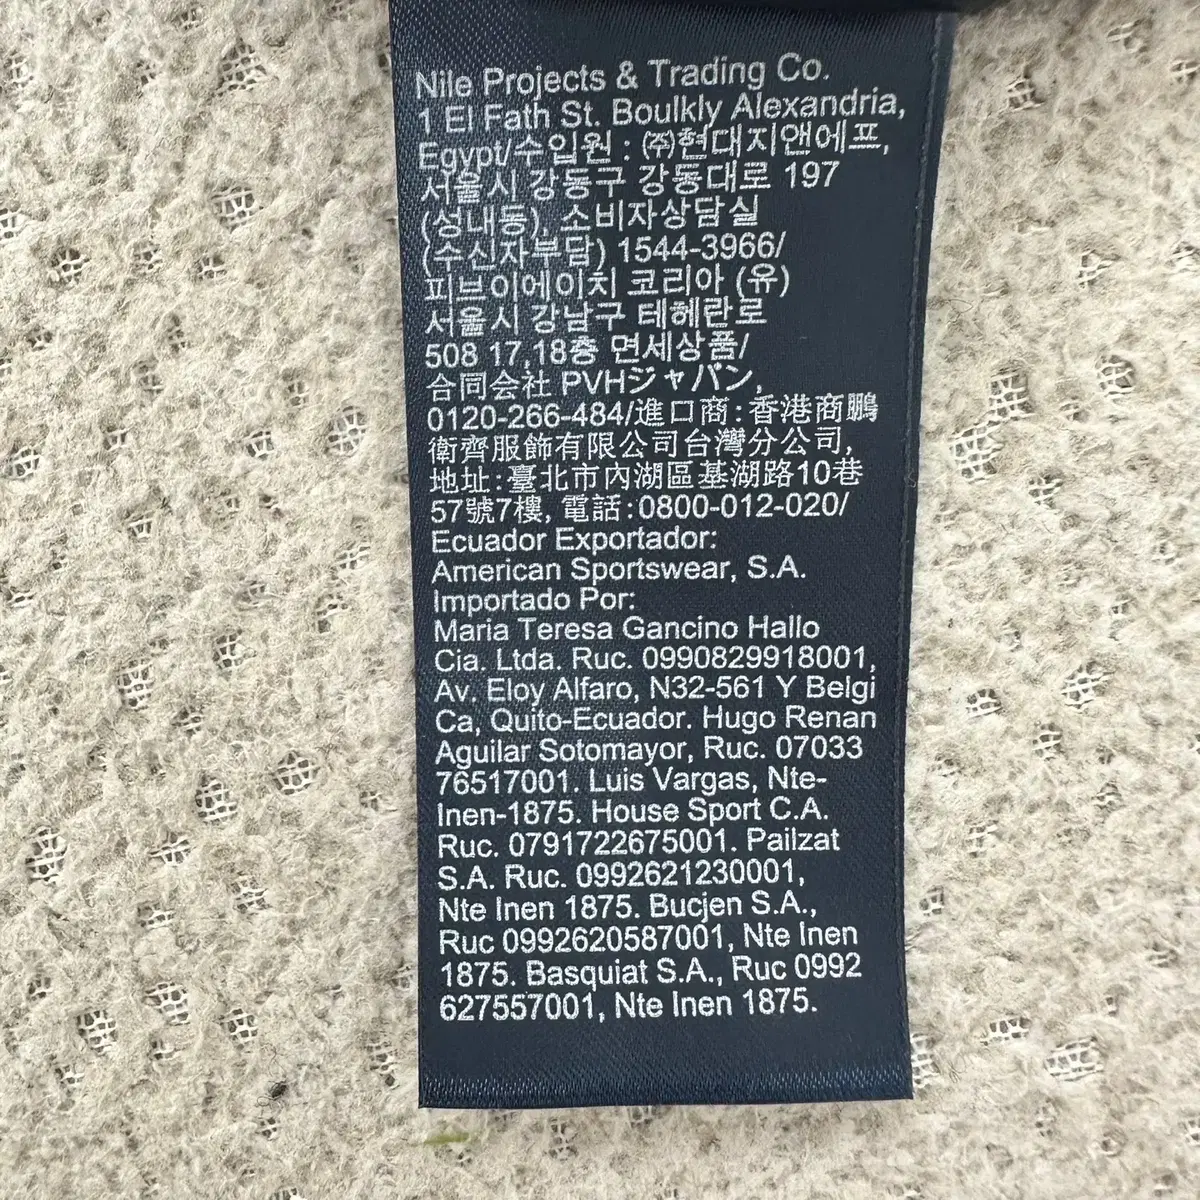 Nile Projects & Trading Co.
1 El Fath St. Boulkly Alexandria,
Egypt/수입원 : ㈜현대지앤에프,
서울시 강동구 강동대로 197
(성내동), 소비자상담실
(수신자부담) 1544-3966/
피브이에이치 코리아 (유)
서울시 강남구 테헤란로
508 17,18층 면세상품/
合同会社 PVHジャパン,
0120-266-484/進口商:香港商鵬
衛齊服飾有限公司台灣分公司,
地址:臺北市內湖區基湖路10巷
57號7樓, 電話:0800-012-020/
Ecuador Exportador:
American Sportswear, S.A.
Importado Por:
Maria Teresa Gancino Hallo
Cia. Ltda. Ruc. 0990829918001,
Av. Eloy Alfaro, N32-561 Y Belgi
Ca, Quito-Ecuador. Hugo Renan
Aguilar Sotomayor, Ruc. 07033
76517001. Luis Vargas, Nte-
Inen-1875. House Sport C.A.
Ruc. 0791722675001. Pailzat
S.A. Ruc. 0992621230001,
Nte Inen 1875. Bucjen S.A.,
Ruc 0992620587001, Nte Inen
1875. Basquiat S.A., Ruc 0992
627557001, Nte Inen 1875.